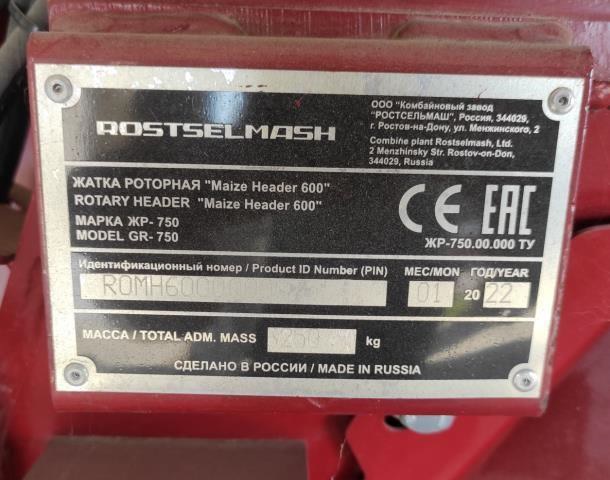 ROSTSELMASH
ООО "Комбайновый завод
"РОСТСЕЛЬМАШ", Россия, 344029,
г. Ростов-на-Дону, ул. Менжинского, 2
Combine plant Rostselmash, Ltd.
2 Menzhinsky Str. Rostov-on-Don,
344029, Russia
ЖАТКА РОТОРНАЯ "Maize Header 600"
ROTARY HEADER "Maize Header 600"
МАРКА ЖР- 750
MODEL GR- 750
CE EAC
ЖР-750.00.000 ТУ
Идентификационный номер / Product ID Number (PIN)
МЕС/MON ГОД/YEAR
01 20 22
МАССА / TOTAL ADM. MASS kg
СДЕЛАНО В РОССИИ / MADE IN RUSSIA